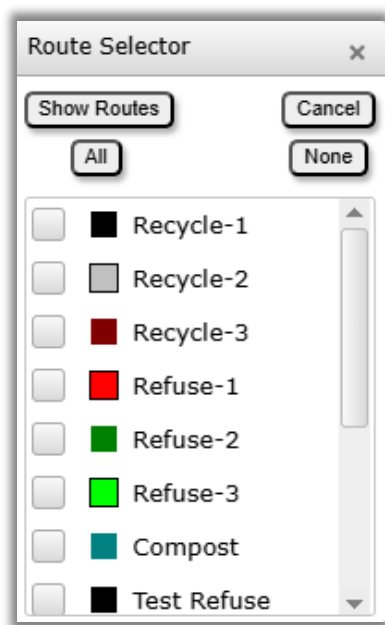 Route Selector
Show Routes Cancel
All None
Recycle-1
Recycle-2
Recycle-3
Refuse-1
Refuse-2
Refuse-3
Compost
Test Refuse